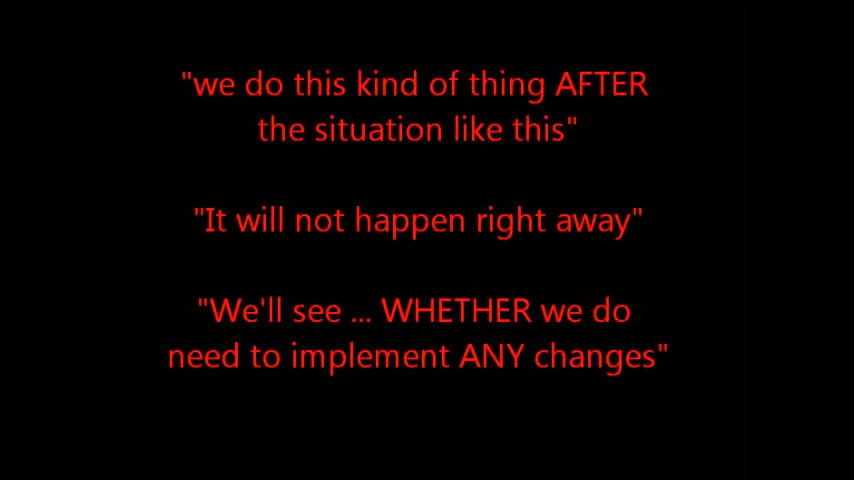 "we do this kind of thing AFTER
the situation like this"
"It will not happen right away"
"We'll see ... WHETHER we do
need to implement ANY changes"